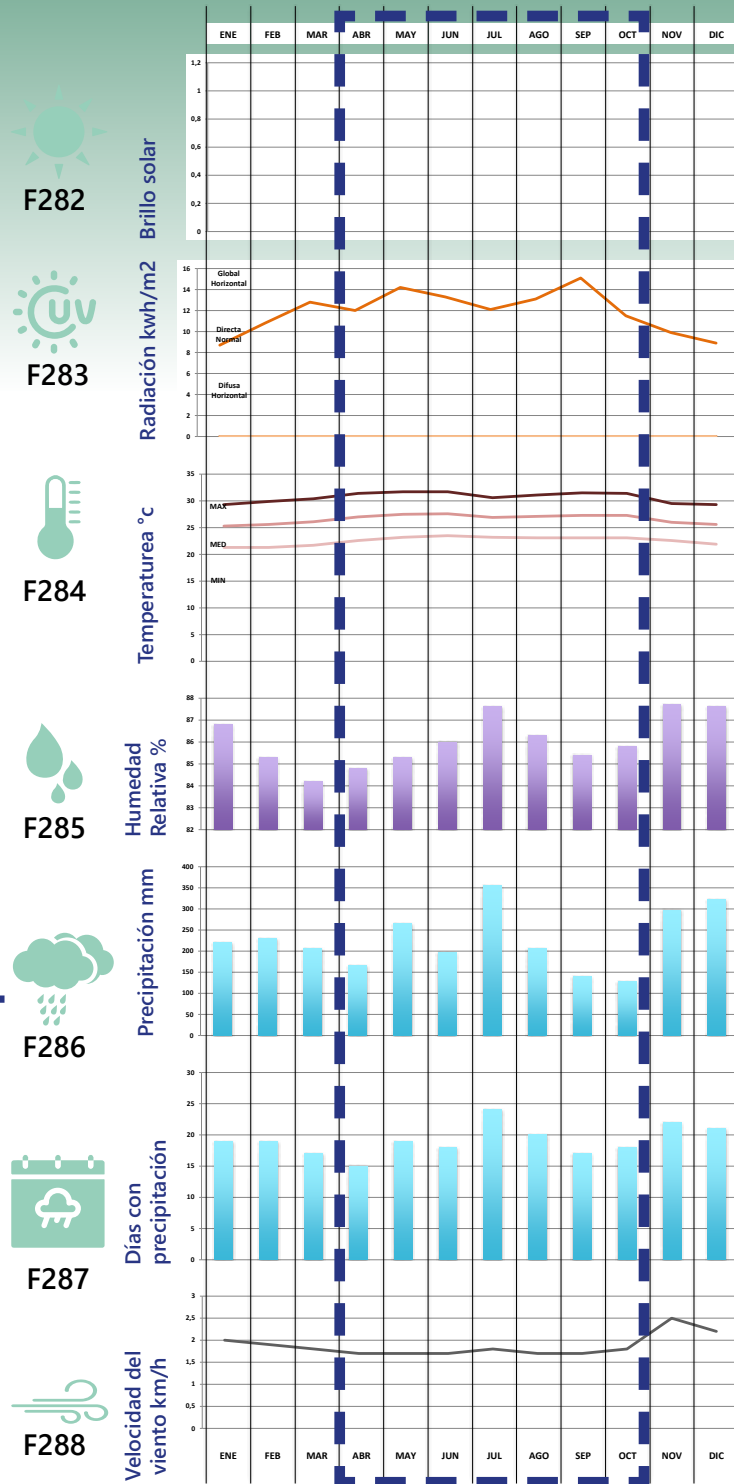 ENE FEB MAR ABR MAY JUN JUL AGO SEP OCT NOV DIC
F282
Brillo solar
1,2
1
0,8
0,6
0,4
0,2
0
UV
F283
Radiación kwh/m2
16
14
12
10
8
6
4
2
0
Global
Horizontal
Directa
Normal
Difusa
Horizontal
F284
Temperaturea °c
35
30
25
20
15
10
5
0
MAX
MED
MIN
F285
Humedad
Relativa %
88
87
86
85
84
83
82
F286
Precipitación mm
400
350
300
250
200
150
100
50
0
F287
Días con
precipitación
30
25
20
15
10
5
0
F288
Velocidad del
viento km/h
3
2,5
2
1,5
1
0,5
0
ENE FEB MAR ABR MAY JUN JUL AGO SEP OCT NOV DIC